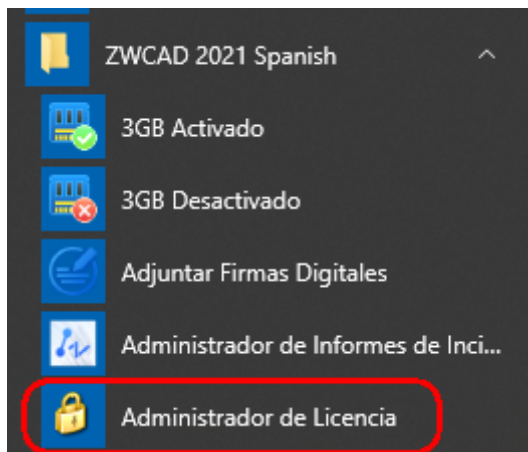 ZWCAD 2021 Spanish
3GB Activado
3GB Desactivado
Adjuntar Firmas Digitales
Administrador de Informes de Inci...
Administrador de Licencia